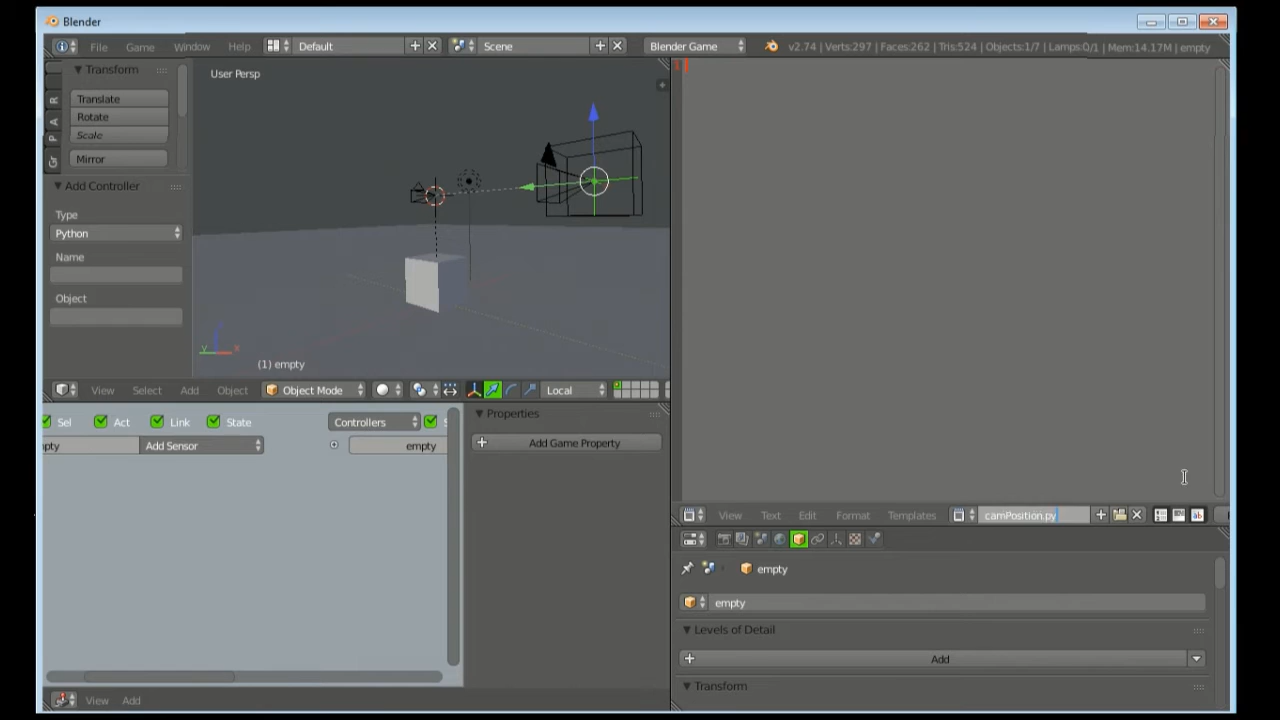 Blender
File Game Window Help Default Scene Blender Game v2.74 | Verts:297 | Faces:262 | Tris:524 | Objects:1/7 | Lamps:0/1 | Mem:14.17M | empty
Transform
Translate
Rotate
Scale
Mirror
Add Controller
Type
Python
Name
Object
R
A
P
Gr
User Persp
(1) empty
View Select Add Object Object Mode Local
Sel Act Link State Controllers S
pty Add Sensor empty
Properties
Add Game Property
View Add
1
View Text Edit Format Templates camPosition.py
empty
empty
Levels of Detail
Add
Transform